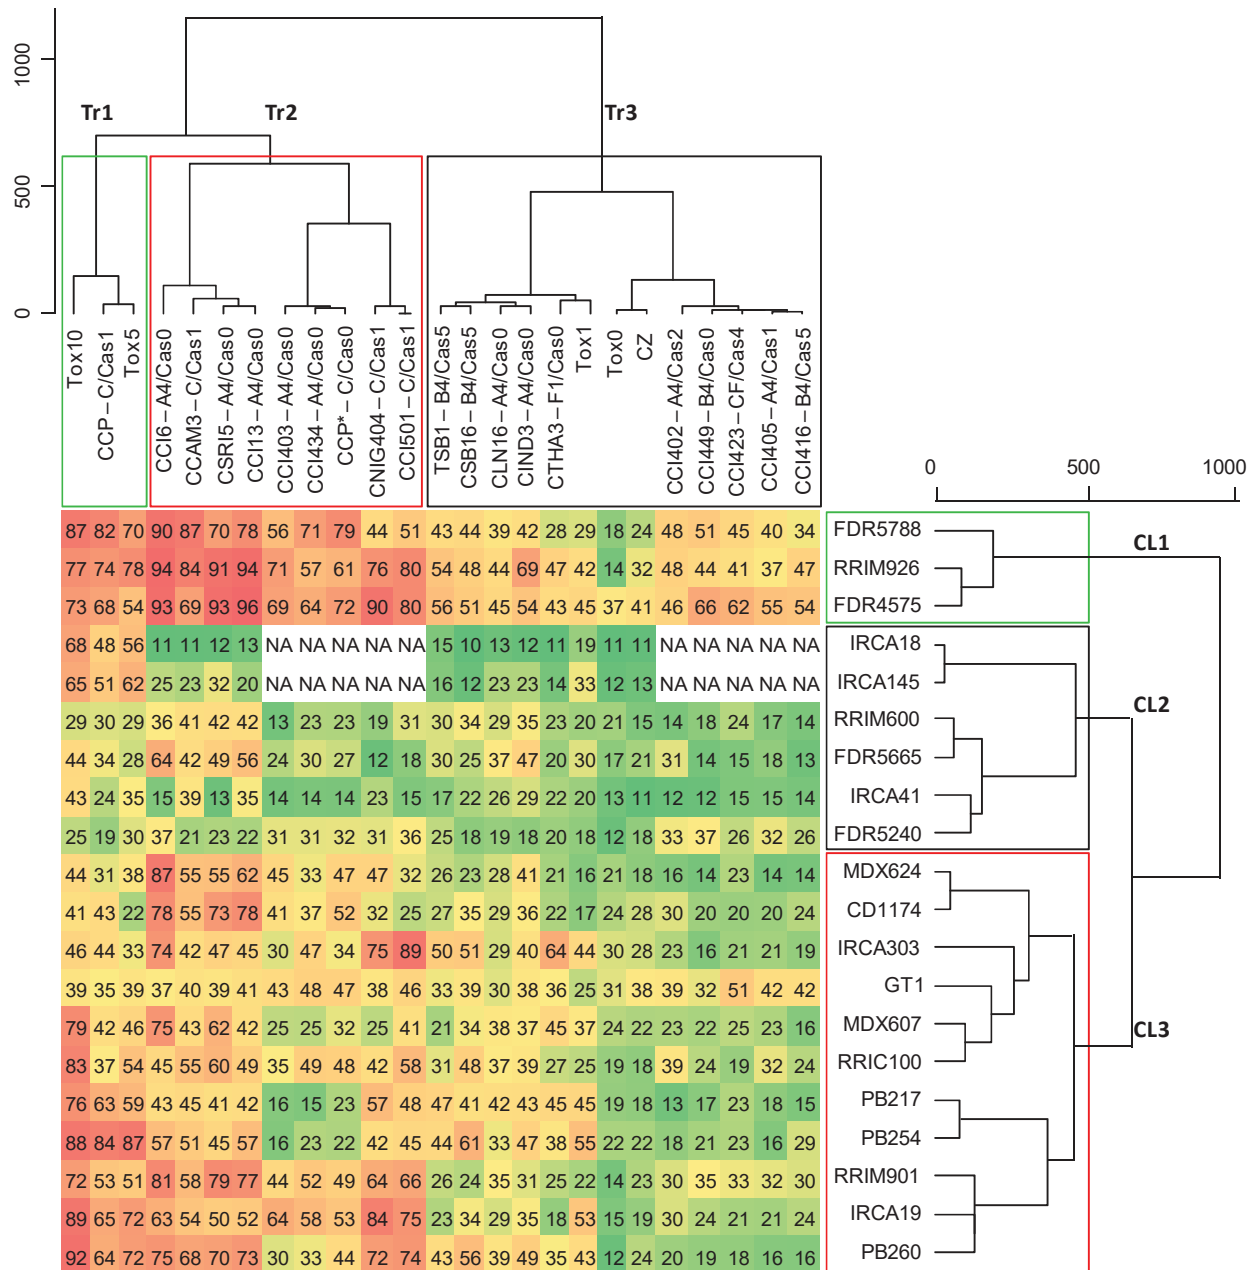 1000
500
0
Tr1
Tr2
Tr3
Tox10
CCP – C/Cas1
Tox5
CCI6 – A4/Cas0
CCAM3 – C/Cas1
CSRI5 – A4/Cas0
CCI13 – A4/Cas0
CCI403 – A4/Cas0
CCI434 – A4/Cas0
CCP* – C/Cas0
CNIG404 – C/Cas1
CCI501 – C/Cas1
TSB1 – B4/Cas5
CSB16 – B4/Cas5
CLN16 – A4/Cas0
CIND3 – A4/Cas0
CTHA3 – F1/Cas0
Tox1
Tox0
CZ
CCI402 – A4/Cas2
CCI449 – B4/Cas0
CCI423 – CF/Cas4
CCI405 – A4/Cas1
CCI416 – B4/Cas5
0 500 1000
87 82 70 90 87 70 78 56 71 79 44 51 43 44 39 42 28 29 18 24 48 51 45 40 34 FDR5788
CL1
77 74 78 94 84 91 94 71 57 61 76 80 54 48 44 69 47 42 14 32 48 44 41 37 47 RRIM926
73 68 54 93 69 93 96 69 64 72 90 80 56 51 45 54 43 45 37 41 46 66 62 55 54 FDR4575
68 48 56 11 11 12 13 NA NA NA NA NA 15 10 13 12 11 19 11 11 NA NA NA NA NA IRCA18
65 51 62 25 23 32 20 NA NA NA NA NA 16 12 23 23 14 33 12 13 NA NA NA NA NA IRCA145
CL2
29 30 29 36 41 42 42 13 23 23 19 31 30 34 29 35 23 20 21 15 14 18 24 17 14 RRIM600
44 34 28 64 42 49 56 24 30 27 12 18 30 25 37 47 20 30 17 21 31 14 15 18 13 FDR5665
43 24 35 15 39 13 35 14 14 14 23 15 17 22 26 29 22 20 13 11 12 12 15 15 14 IRCA41
25 19 30 37 21 23 22 31 31 32 31 36 25 18 19 18 20 18 12 18 33 37 26 32 26 FDR5240
44 31 38 87 55 55 62 45 33 47 47 32 26 23 28 41 21 16 21 18 16 14 23 14 14 MDX624
41 43 22 78 55 73 78 41 37 52 32 25 27 35 29 36 22 17 24 28 30 20 20 20 24 CD1174
46 44 33 74 42 47 45 30 47 34 75 89 50 51 29 40 64 44 30 28 23 16 21 21 19 IRCA303
39 35 39 37 40 39 41 43 48 47 38 46 33 39 30 38 36 25 31 38 39 32 51 42 42 GT1
79 42 46 75 43 62 42 25 25 32 25 41 21 34 38 37 45 37 24 22 23 22 25 23 16 MDX607
CL3
83 37 54 45 55 60 49 35 49 48 42 58 31 48 37 39 27 25 19 18 39 24 19 32 24 RRIC100
76 63 59 43 45 41 42 16 15 23 57 48 47 41 42 43 45 45 19 18 13 17 23 18 15 PB217
88 84 87 57 51 45 57 16 23 22 42 45 44 61 33 47 38 55 22 22 18 21 23 16 29 PB254
72 53 51 81 58 79 77 44 52 49 64 66 26 24 35 31 25 22 14 23 30 35 33 32 30 RRIM901
89 65 72 63 54 50 52 64 58 53 84 75 23 34 29 35 18 53 15 19 30 24 21 21 24 IRCA19
92 64 72 75 68 70 73 30 33 44 72 74 43 56 39 49 35 43 12 24 20 19 18 16 16 PB260